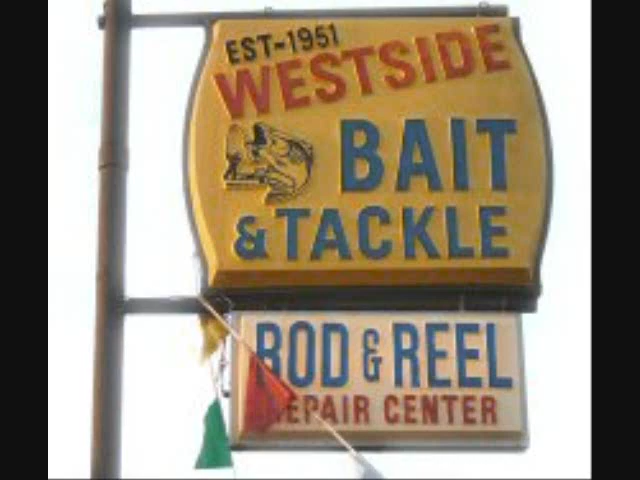 EST-1951
WESTSIDE
BAIT
& TACKLE
ROD & REEL
REPAIR CENTER